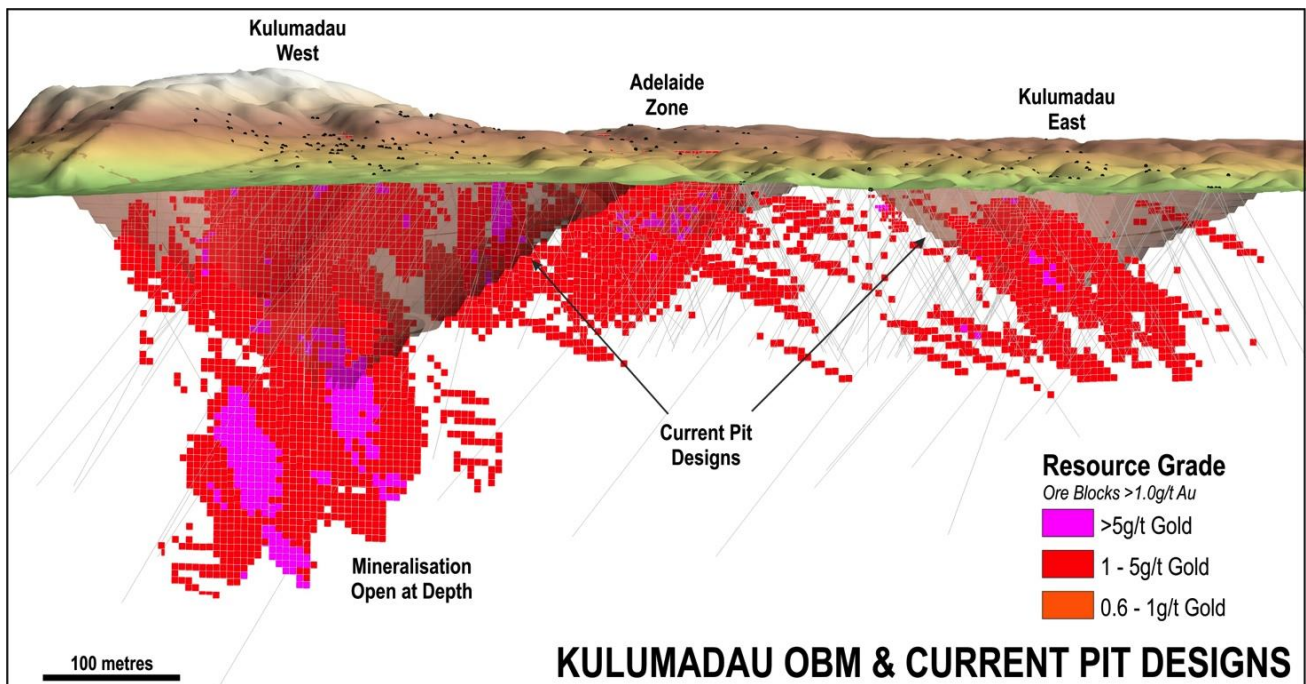 Kulumadau
West
Adelaide
Zone
Kulumadau
East
Current Pit
Designs
Mineralisation
Open at Depth
Resource Grade
Ore Blocks >1.0g/t Au
>5g/t Gold
1 - 5g/t Gold
0.6 - 1g/t Gold
100 metres
KULUMADAU OBM & CURRENT PIT DESIGNS